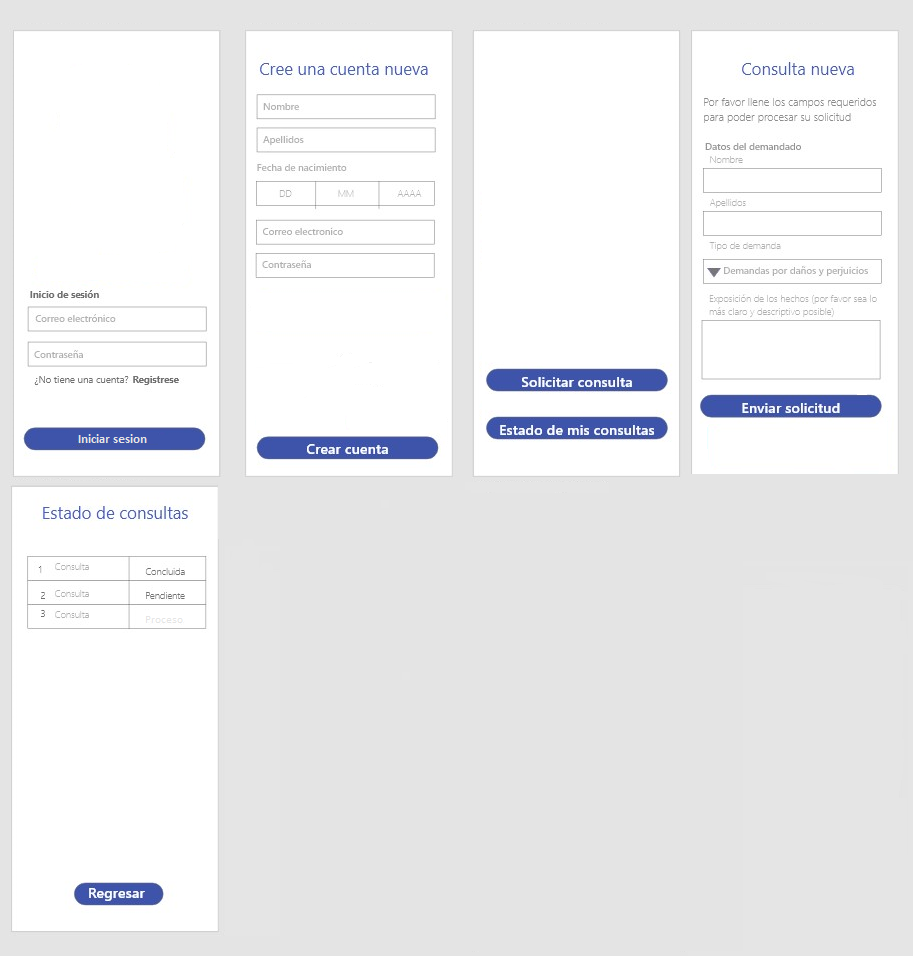 Inicio de sesión
Correo electrónico
Contraseña
¿No tiene una cuenta? Registrese
Iniciar sesion
Cree una cuenta nueva
Nombre
Apellidos
Fecha de nacimiento
DD MM AAAA
Correo electronico
Contraseña
Crear cuenta
Solicitar consulta
Estado de mis consultas
Consulta nueva
Por favor llene los campos requeridos
para poder procesar su solicitud
Datos del demandado
Nombre
Apellidos
Tipo de demanda
Demandas por daños y perjuicios
Exposición de los hechos (por favor sea lo
más claro y descriptivo posible)
Enviar solicitud
Estado de consultas
1 Consulta Concluida
2 Consulta Pendiente
3 Consulta Proceso
Regresar